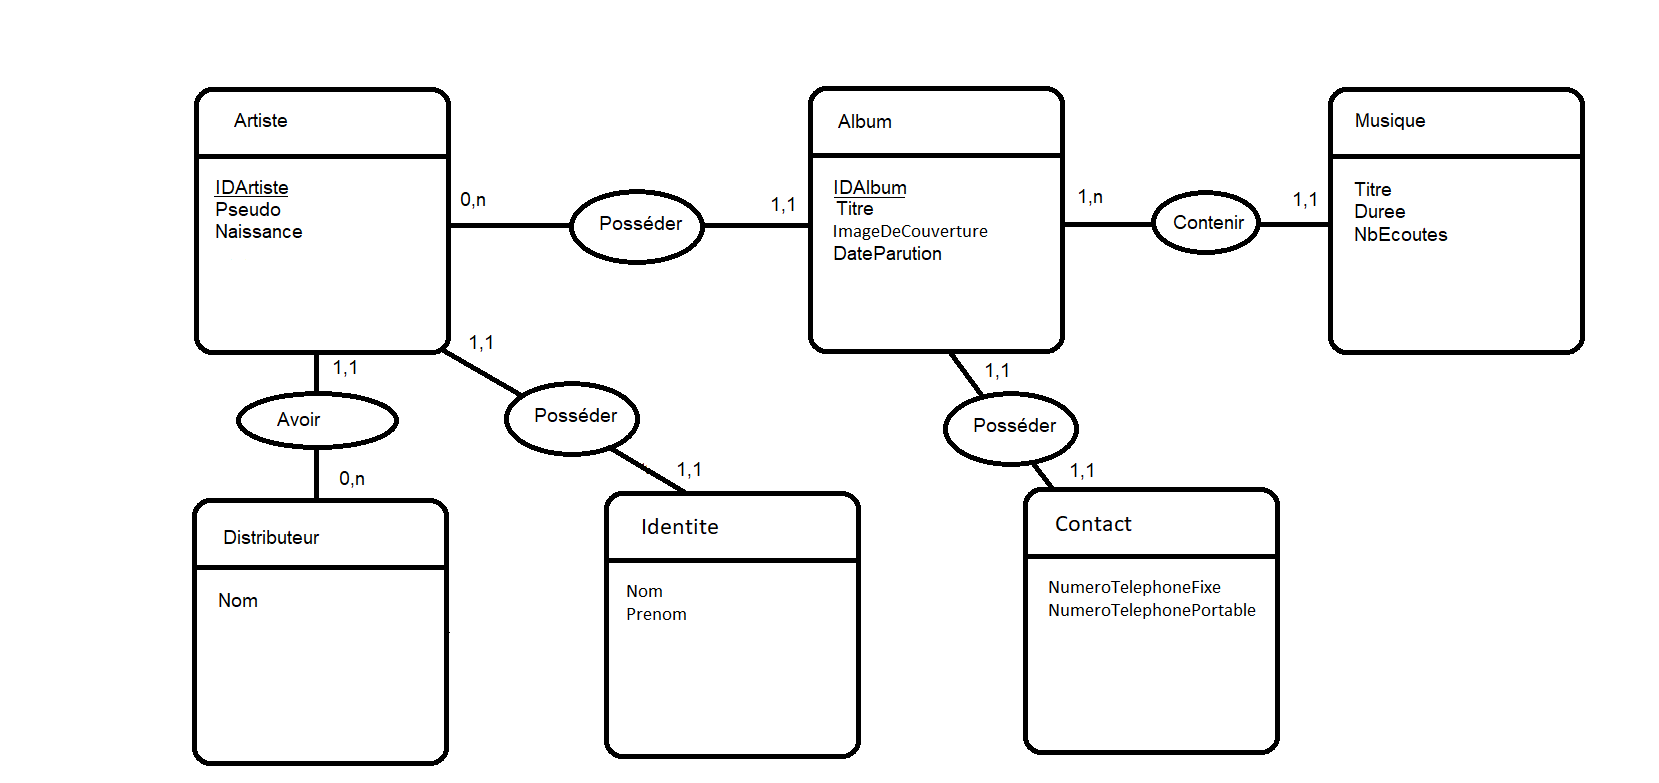 Artiste
IDArtiste
Pseudo
Naissance
0,n
Posséder
1,1
Album
IDAlbum
Titre
ImageDeCouverture
DateParution
1,n
Contenir
1,1
Musique
Titre
Duree
NbEcoutes
1,1
Avoir
0,n
Distributeur
Nom
1,1
Posséder
1,1
Identite
Nom
Prenom
1,1
Posséder
1,1
Contact
NumeroTelephoneFixe
NumeroTelephonePortable